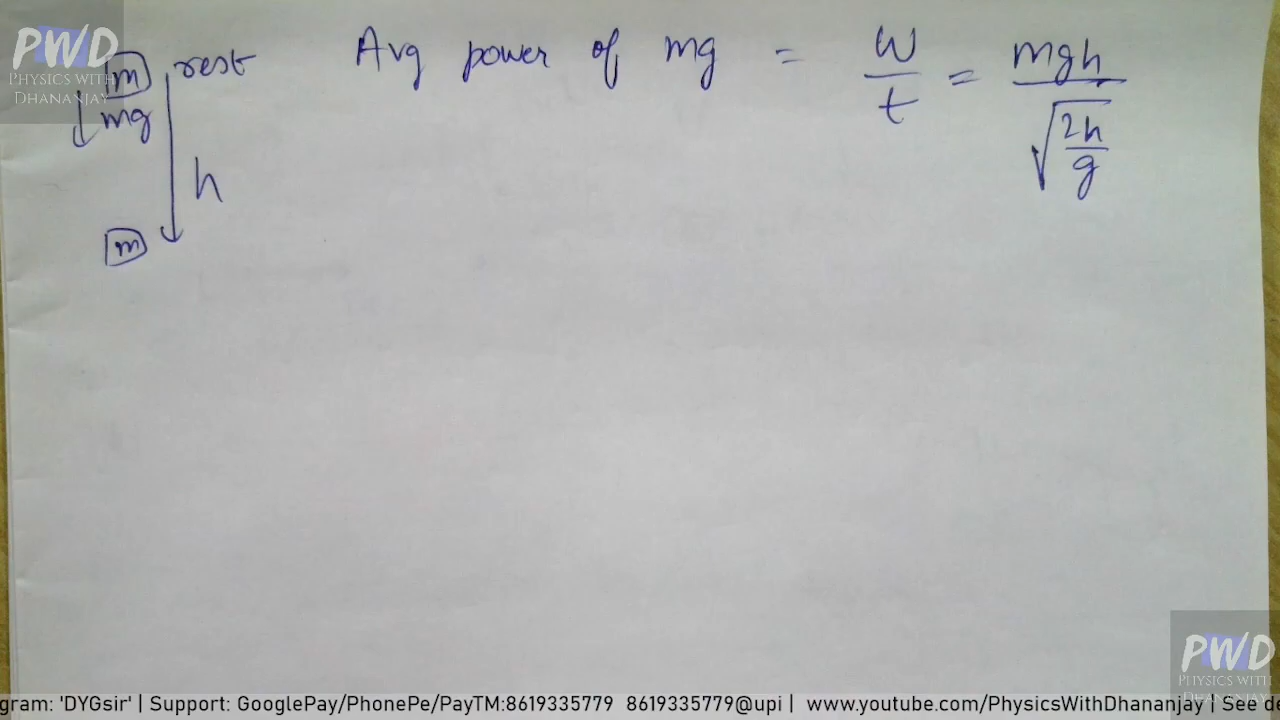 PWD
PHYSICS WITH
DHANANJAY
m rest
mg
h
m
Avg power of mg = W/t = mgh/√(2h/g)
PWD
PHYSICS WITH
DHANANJAY
gram: 'DYGsir' | Support: GooglePay/PhonePe/PayTM:8619335779 8619335779@upi | www.youtube.com/PhysicsWithDhananjay | See de